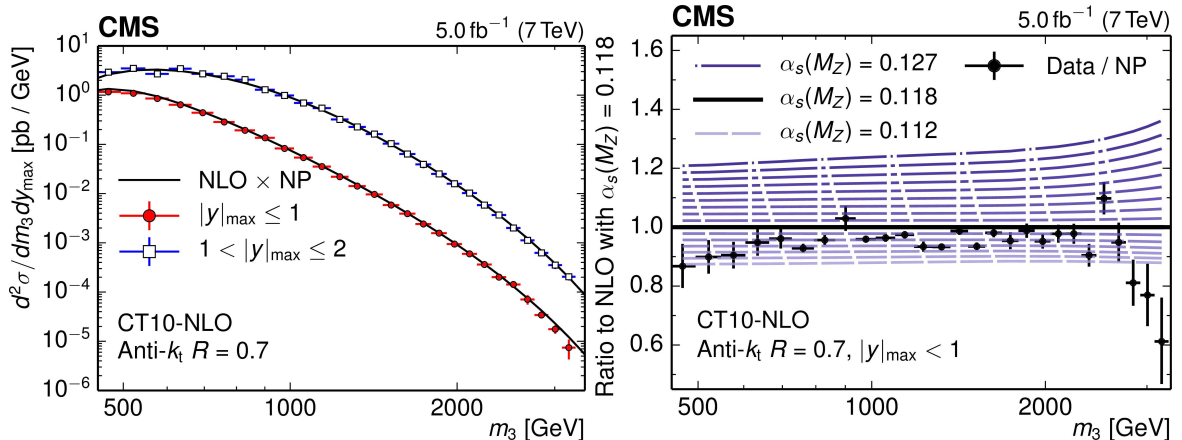 CMS
5.0 fb⁻¹ (7 TeV)
d²σ/dm₃dy_max [pb / GeV]
10¹
10⁰
10⁻¹
10⁻²
10⁻³
10⁻⁴
10⁻⁵
10⁻⁶
NLO × NP
|y|_max ≤ 1
1 < |y|_max ≤ 2
CT10-NLO
Anti-k_t R = 0.7
500 1000 2000
m₃ [GeV]
CMS
5.0 fb⁻¹ (7 TeV)
Ratio to NLO with α_s(M_Z) = 0.118
1.6
1.4
1.2
1.0
0.8
0.6
α_s(M_Z) = 0.127
α_s(M_Z) = 0.118
α_s(M_Z) = 0.112
Data / NP
CT10-NLO
Anti-k_t R = 0.7, |y|_max < 1
500 1000 2000
m₃ [GeV]